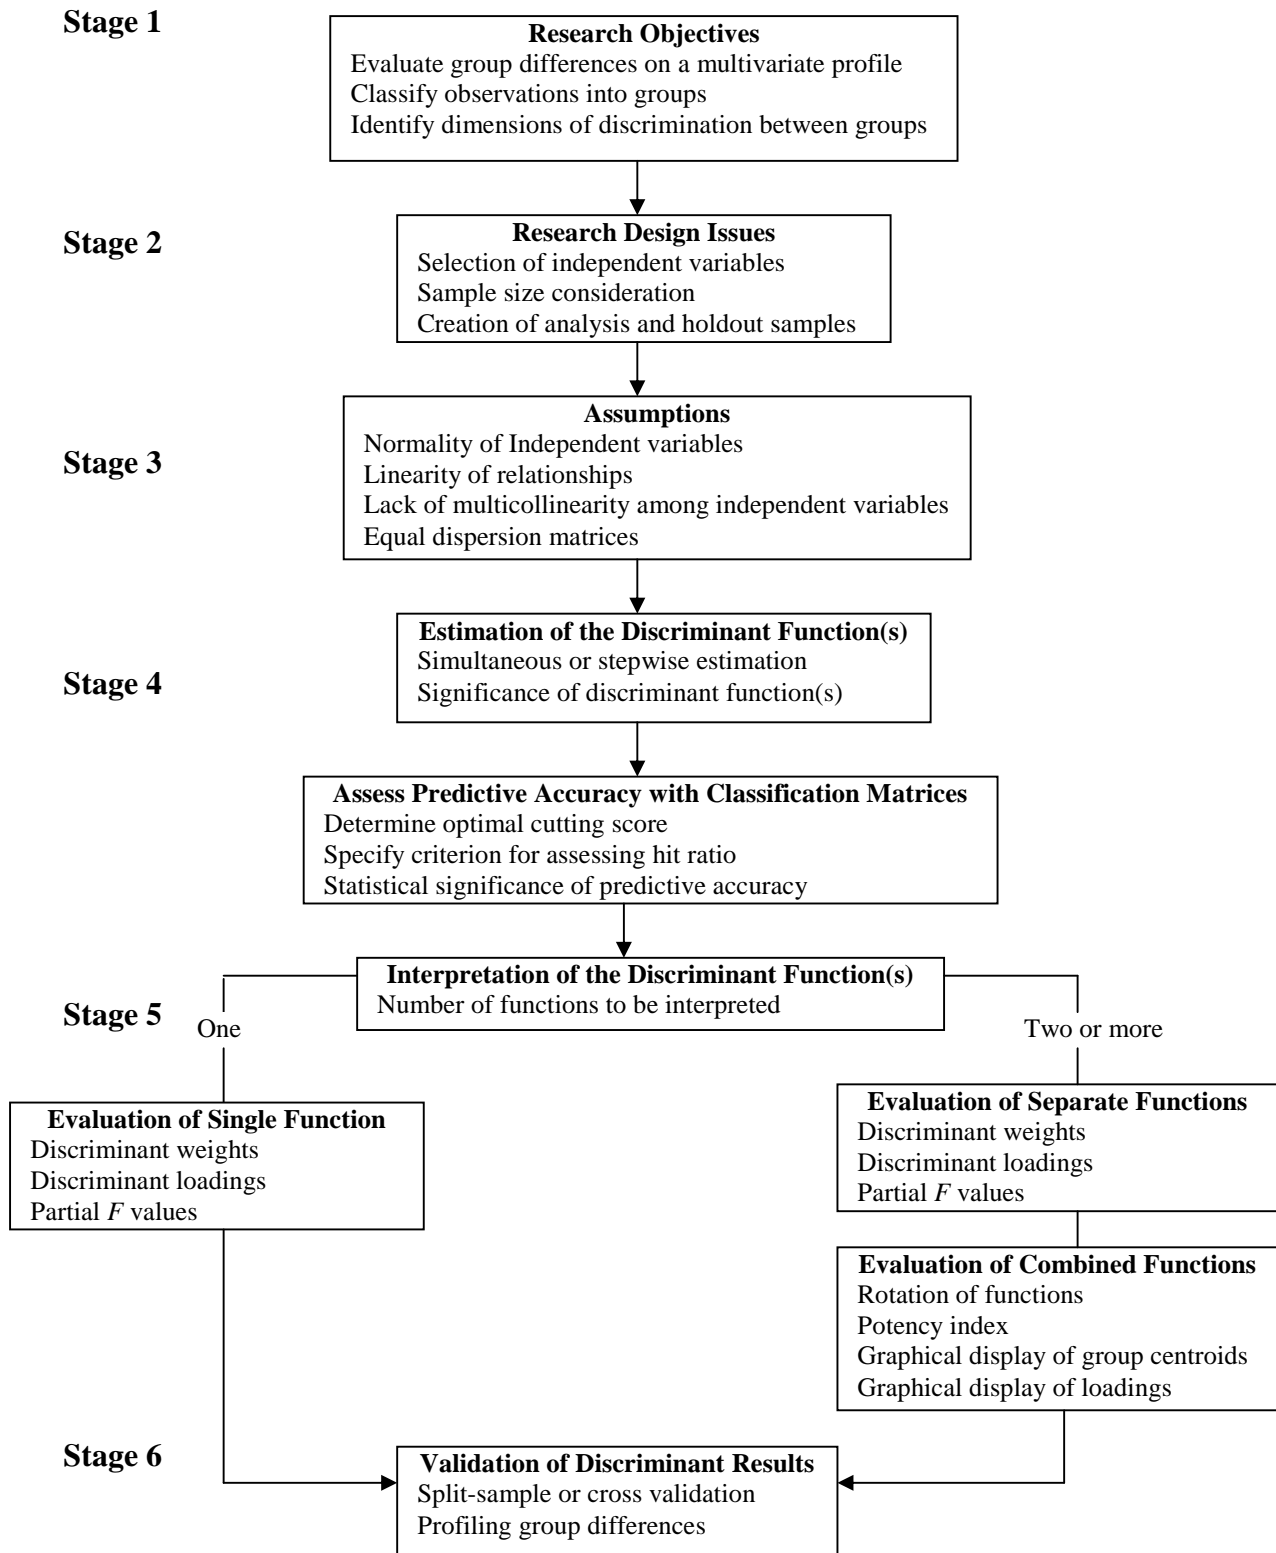 Stage 1
Research Objectives
Evaluate group differences on a multivariate profile
Classify observations into groups
Identify dimensions of discrimination between groups
Stage 2
Research Design Issues
Selection of independent variables
Sample size consideration
Creation of analysis and holdout samples
Stage 3
Assumptions
Normality of Independent variables
Linearity of relationships
Lack of multicollinearity among independent variables
Equal dispersion matrices
Stage 4
Estimation of the Discriminant Function(s)
Simultaneous or stepwise estimation
Significance of discriminant function(s)
Assess Predictive Accuracy with Classification Matrices
Determine optimal cutting score
Specify criterion for assessing hit ratio
Statistical significance of predictive accuracy
Stage 5
Interpretation of the Discriminant Function(s)
Number of functions to be interpreted
One
Two or more
Evaluation of Single Function
Discriminant weights
Discriminant loadings
Partial F values
Evaluation of Separate Functions
Discriminant weights
Discriminant loadings
Partial F values
Evaluation of Combined Functions
Rotation of functions
Potency index
Graphical display of group centroids
Graphical display of loadings
Stage 6
Validation of Discriminant Results
Split-sample or cross validation
Profiling group differences